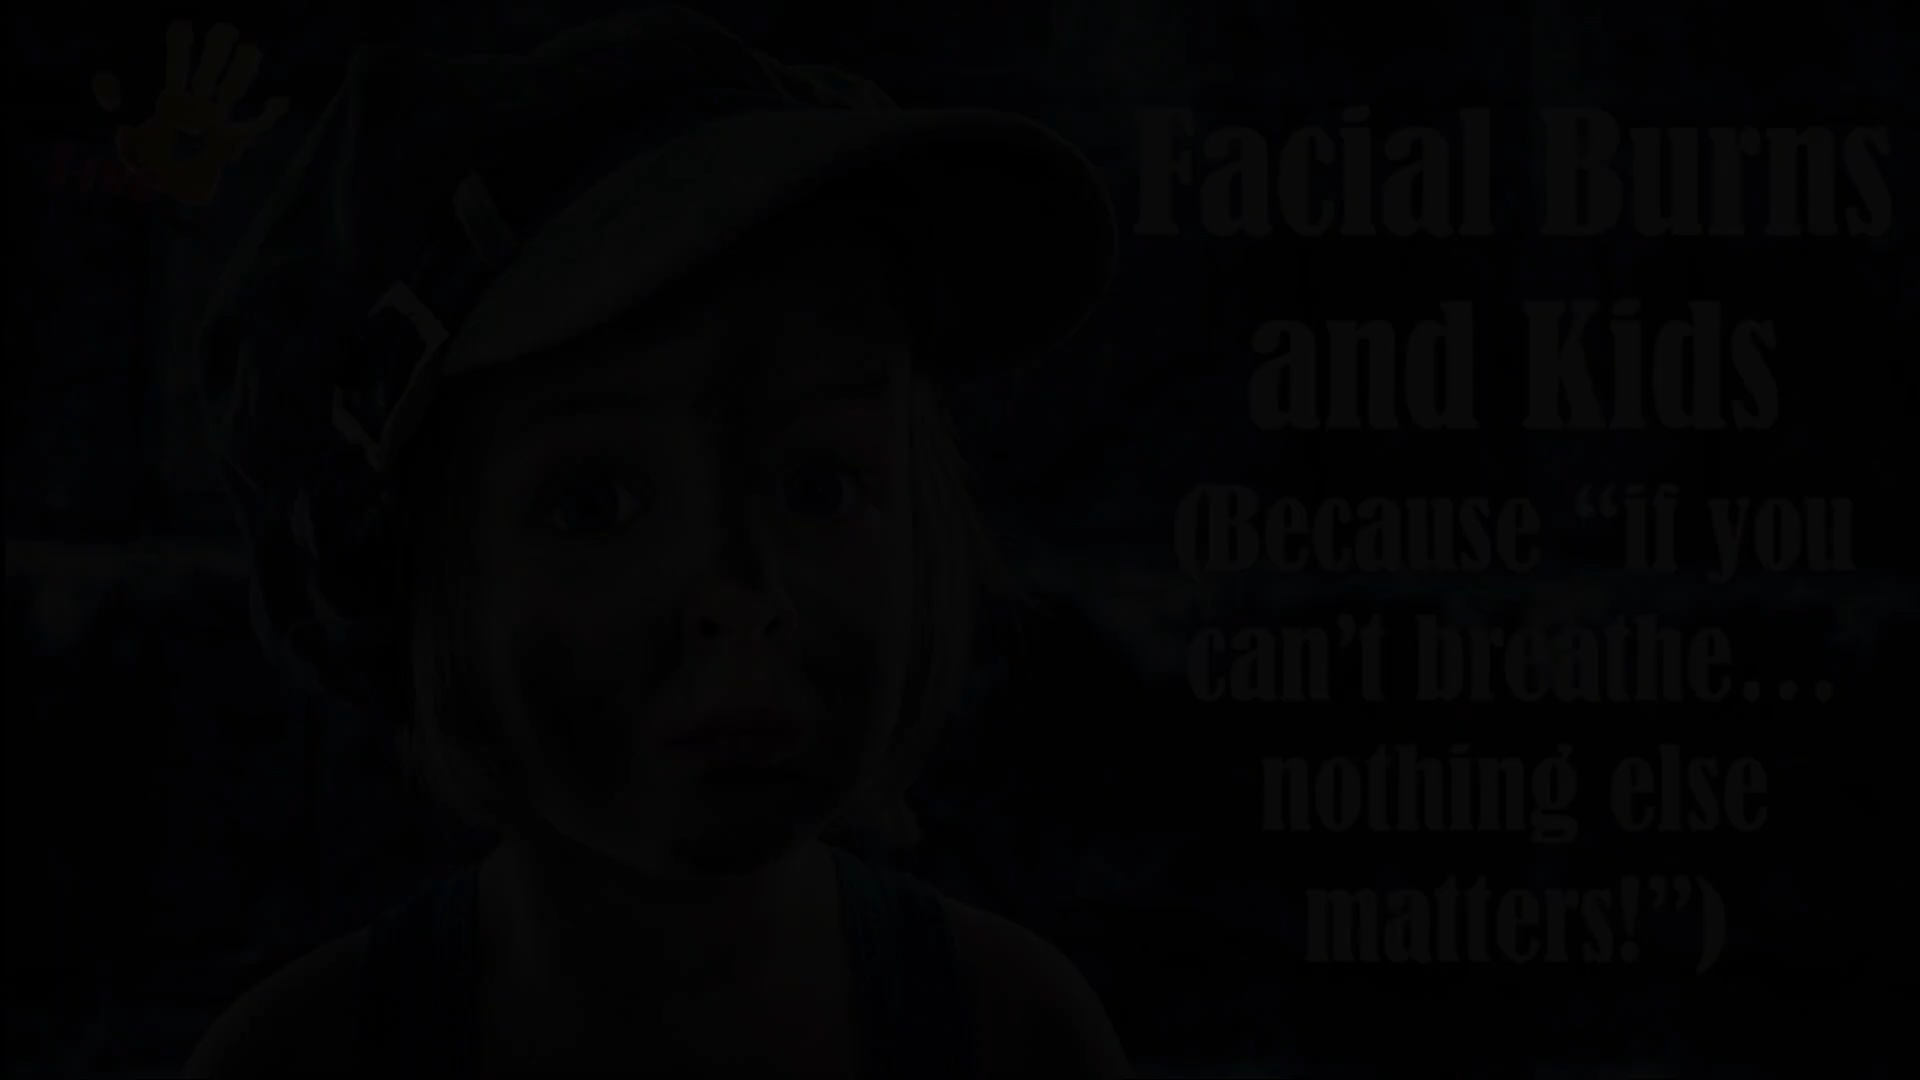 Facial Burns
and Kids
(Because “if you
can’t breathe…
nothing else
matters!”)